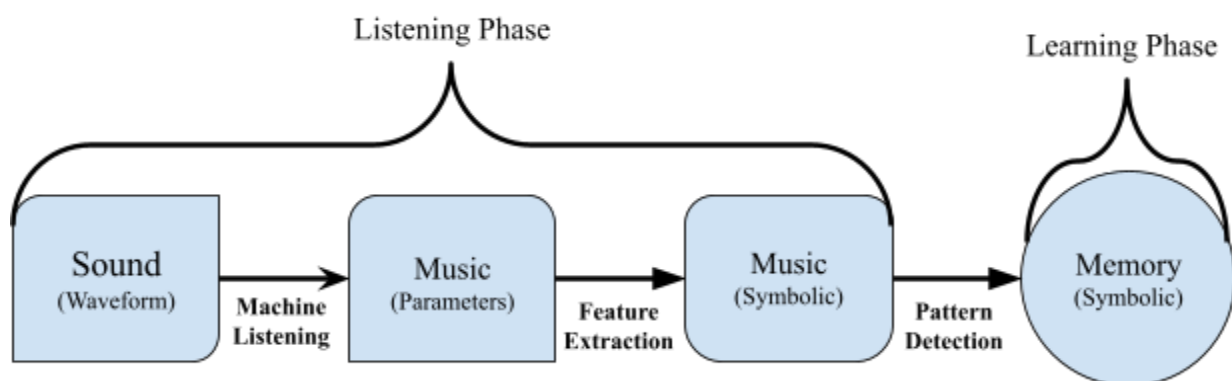 Listening Phase
Learning Phase
Sound
(Waveform)
Machine
Listening
Music
(Parameters)
Feature
Extraction
Music
(Symbolic)
Pattern
Detection
Memory
(Symbolic)